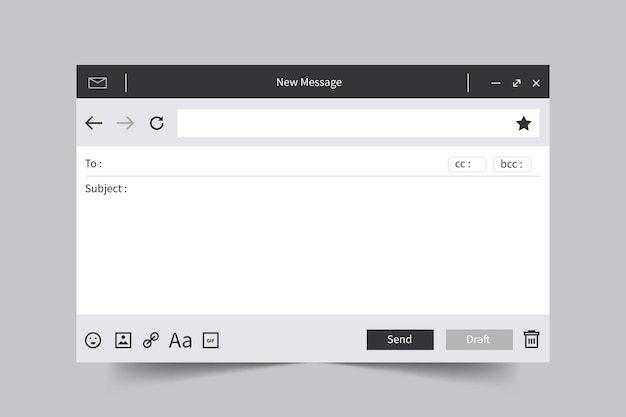 New Message
To : cc : bcc :
Subject :
Aa GIF Send Draft